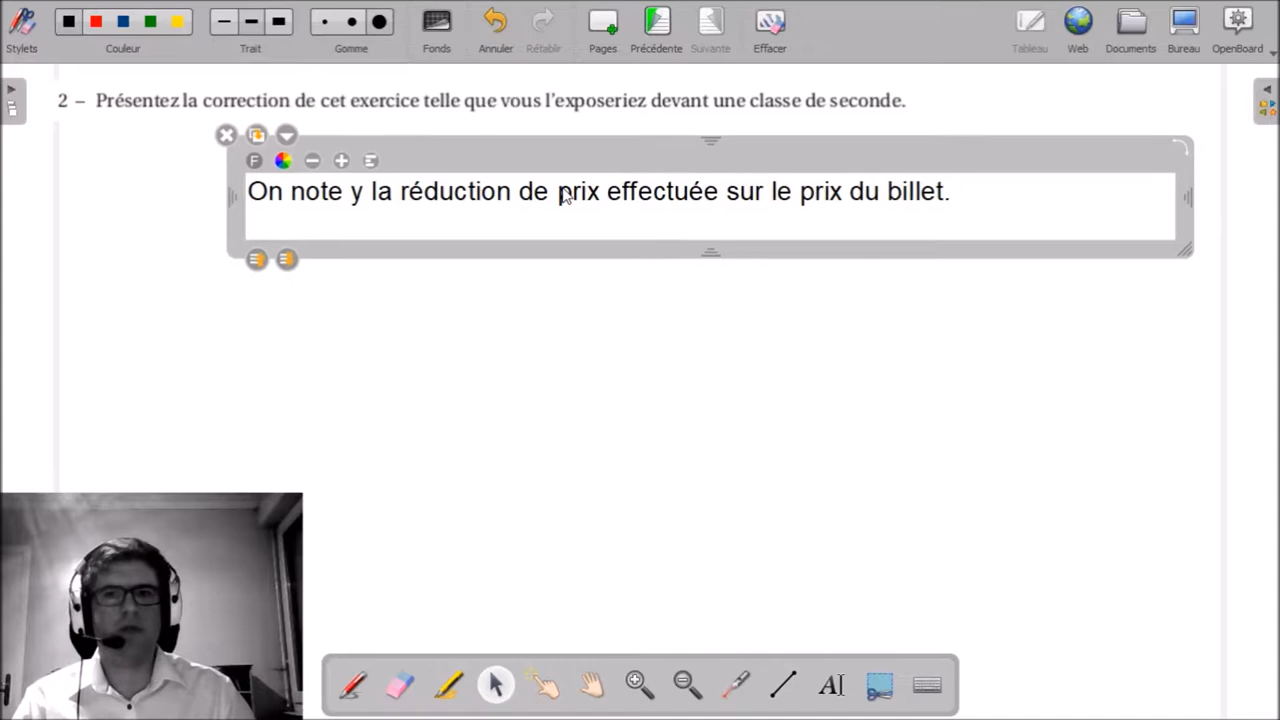 Stylets
Couleur
Trait
Gomme
Fonds
Annuler
Rétablir
Pages
Précédente
Suivante
Effacer
Tableau
Web
Documents
Bureau
OpenBoard
2 – Présentez la correction de cet exercice telle que vous l'exposeriez devant une classe de seconde.
F
On note y la réduction de prix effectuée sur le prix du billet.
AI